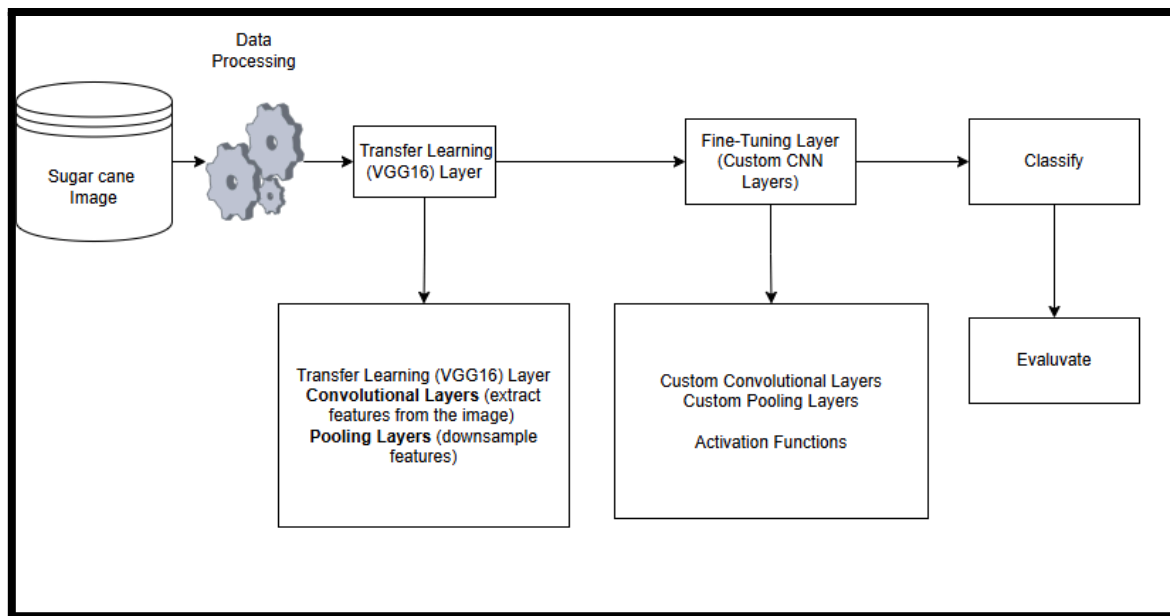 Data
Processing
Sugar cane
Image
Transfer Learning
(VGG16) Layer
Fine-Tuning Layer
(Custom CNN
Layers)
Classify
Transfer Learning (VGG16) Layer
Convolutional Layers (extract
features from the image)
Pooling Layers (downsample
features)
Custom Convolutional Layers
Custom Pooling Layers
Activation Functions
Evaluvate